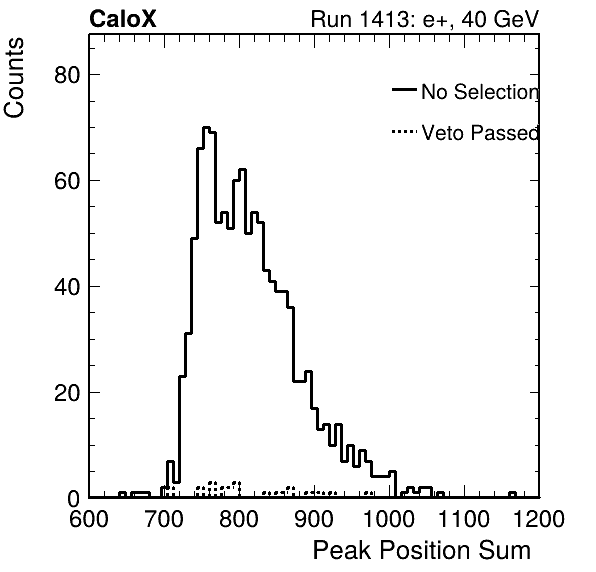 CaloX Run 1413: e+, 40 GeV
Counts
80
60
40
20
0
No Selection
Veto Passed
600 700 800 900 1000 1100 1200
Peak Position Sum